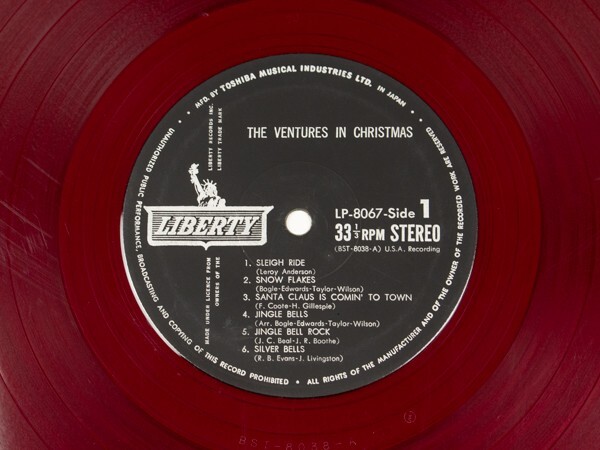 • MFD. BY TOSHIBA MUSICAL INDUSTRIES LTD. • IN JAPAN •
• UNAUTHORIZED PUBLIC PERFORMANCE, BROADCASTING AND COPYING OF THIS RECORD PROHIBITED • ALL RIGHTS OF THE MANUFACTURER AND OF THE OWNER OF THE RECORDED WORK ARE RESERVED •
LIBERTY RECORDS INC.
LIBERTY TRADE MARK
THE VENTURES IN CHRISTMAS
LIBERTY
LP-8067-Side 1
33 1/3 RPM STEREO
(BST-8038-A) U.S.A. Recording
MADE UNDER LICENCE FROM
OWNERS OF THE
1. SLEIGH RIDE
(Leroy Anderson)
2. SNOW FLAKES
(Bogle-Edwards-Taylor-Wilson)
3. SANTA CLAUS IS COMIN' TO TOWN
(F. Coote-H. Gillespie)
4. JINGLE BELLS
(Arr. Bogle-Edwards-Taylor-Wilson)
5. JINGLE BELL ROCK
(J. C. Beal-J. R. Boothe)
6. SILVER BELLS
(R. B. Evans-J. Livingston)
BST-8038-A